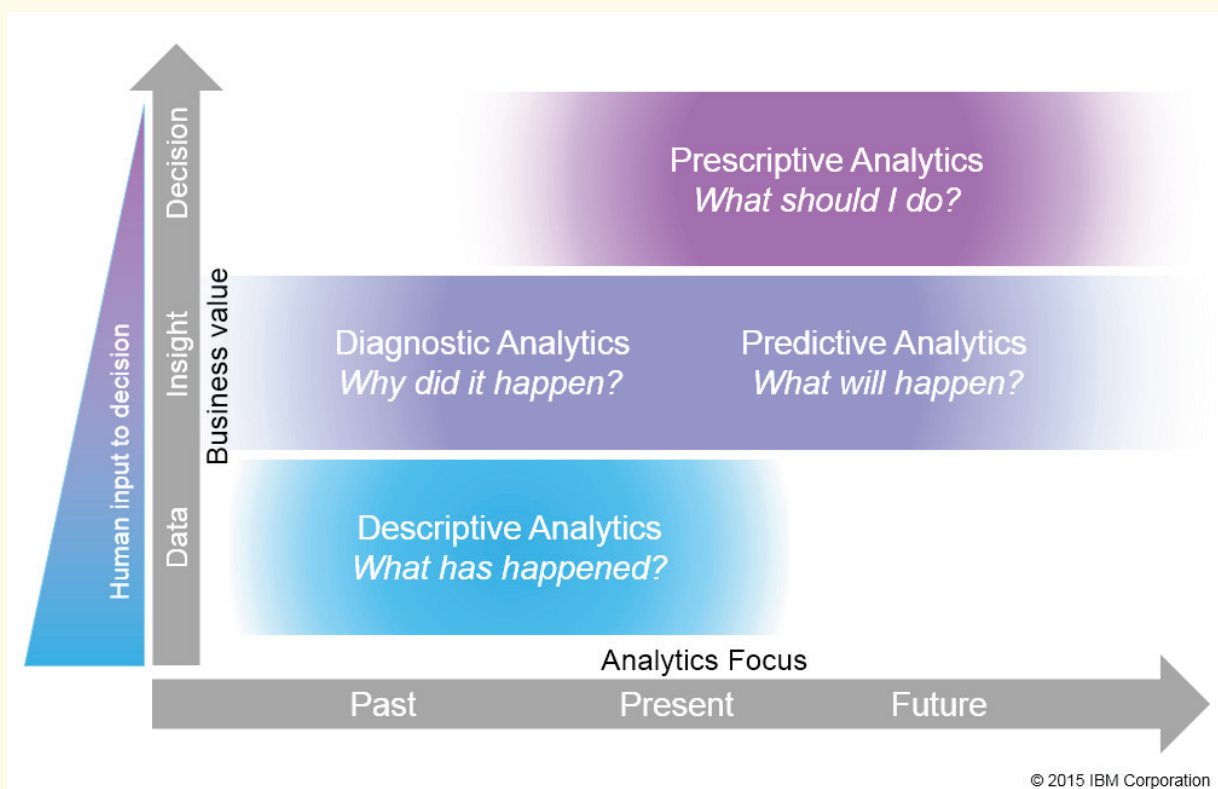 Human input to decision
Decision
Insight
Data
Business value
Prescriptive Analytics
What should I do?
Diagnostic Analytics
Why did it happen?
Predictive Analytics
What will happen?
Descriptive Analytics
What has happened?
Analytics Focus
Past
Present
Future
© 2015 IBM Corporation